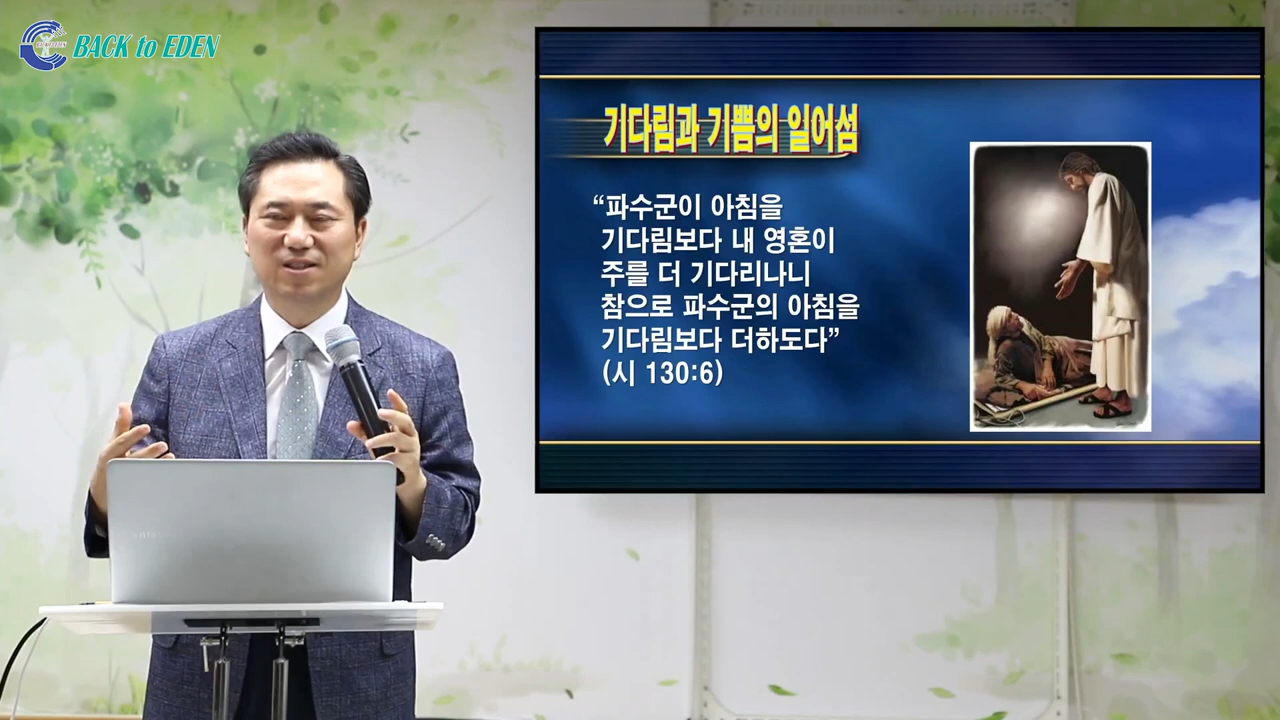 BACK to EDEN
기다림과 기쁨의 일어섬
“파수군이 아침을
기다림보다 내 영혼이
주를 더 기다리나니
참으로 파수군의 아침을
기다림보다 더하도다”
(시 130:6)